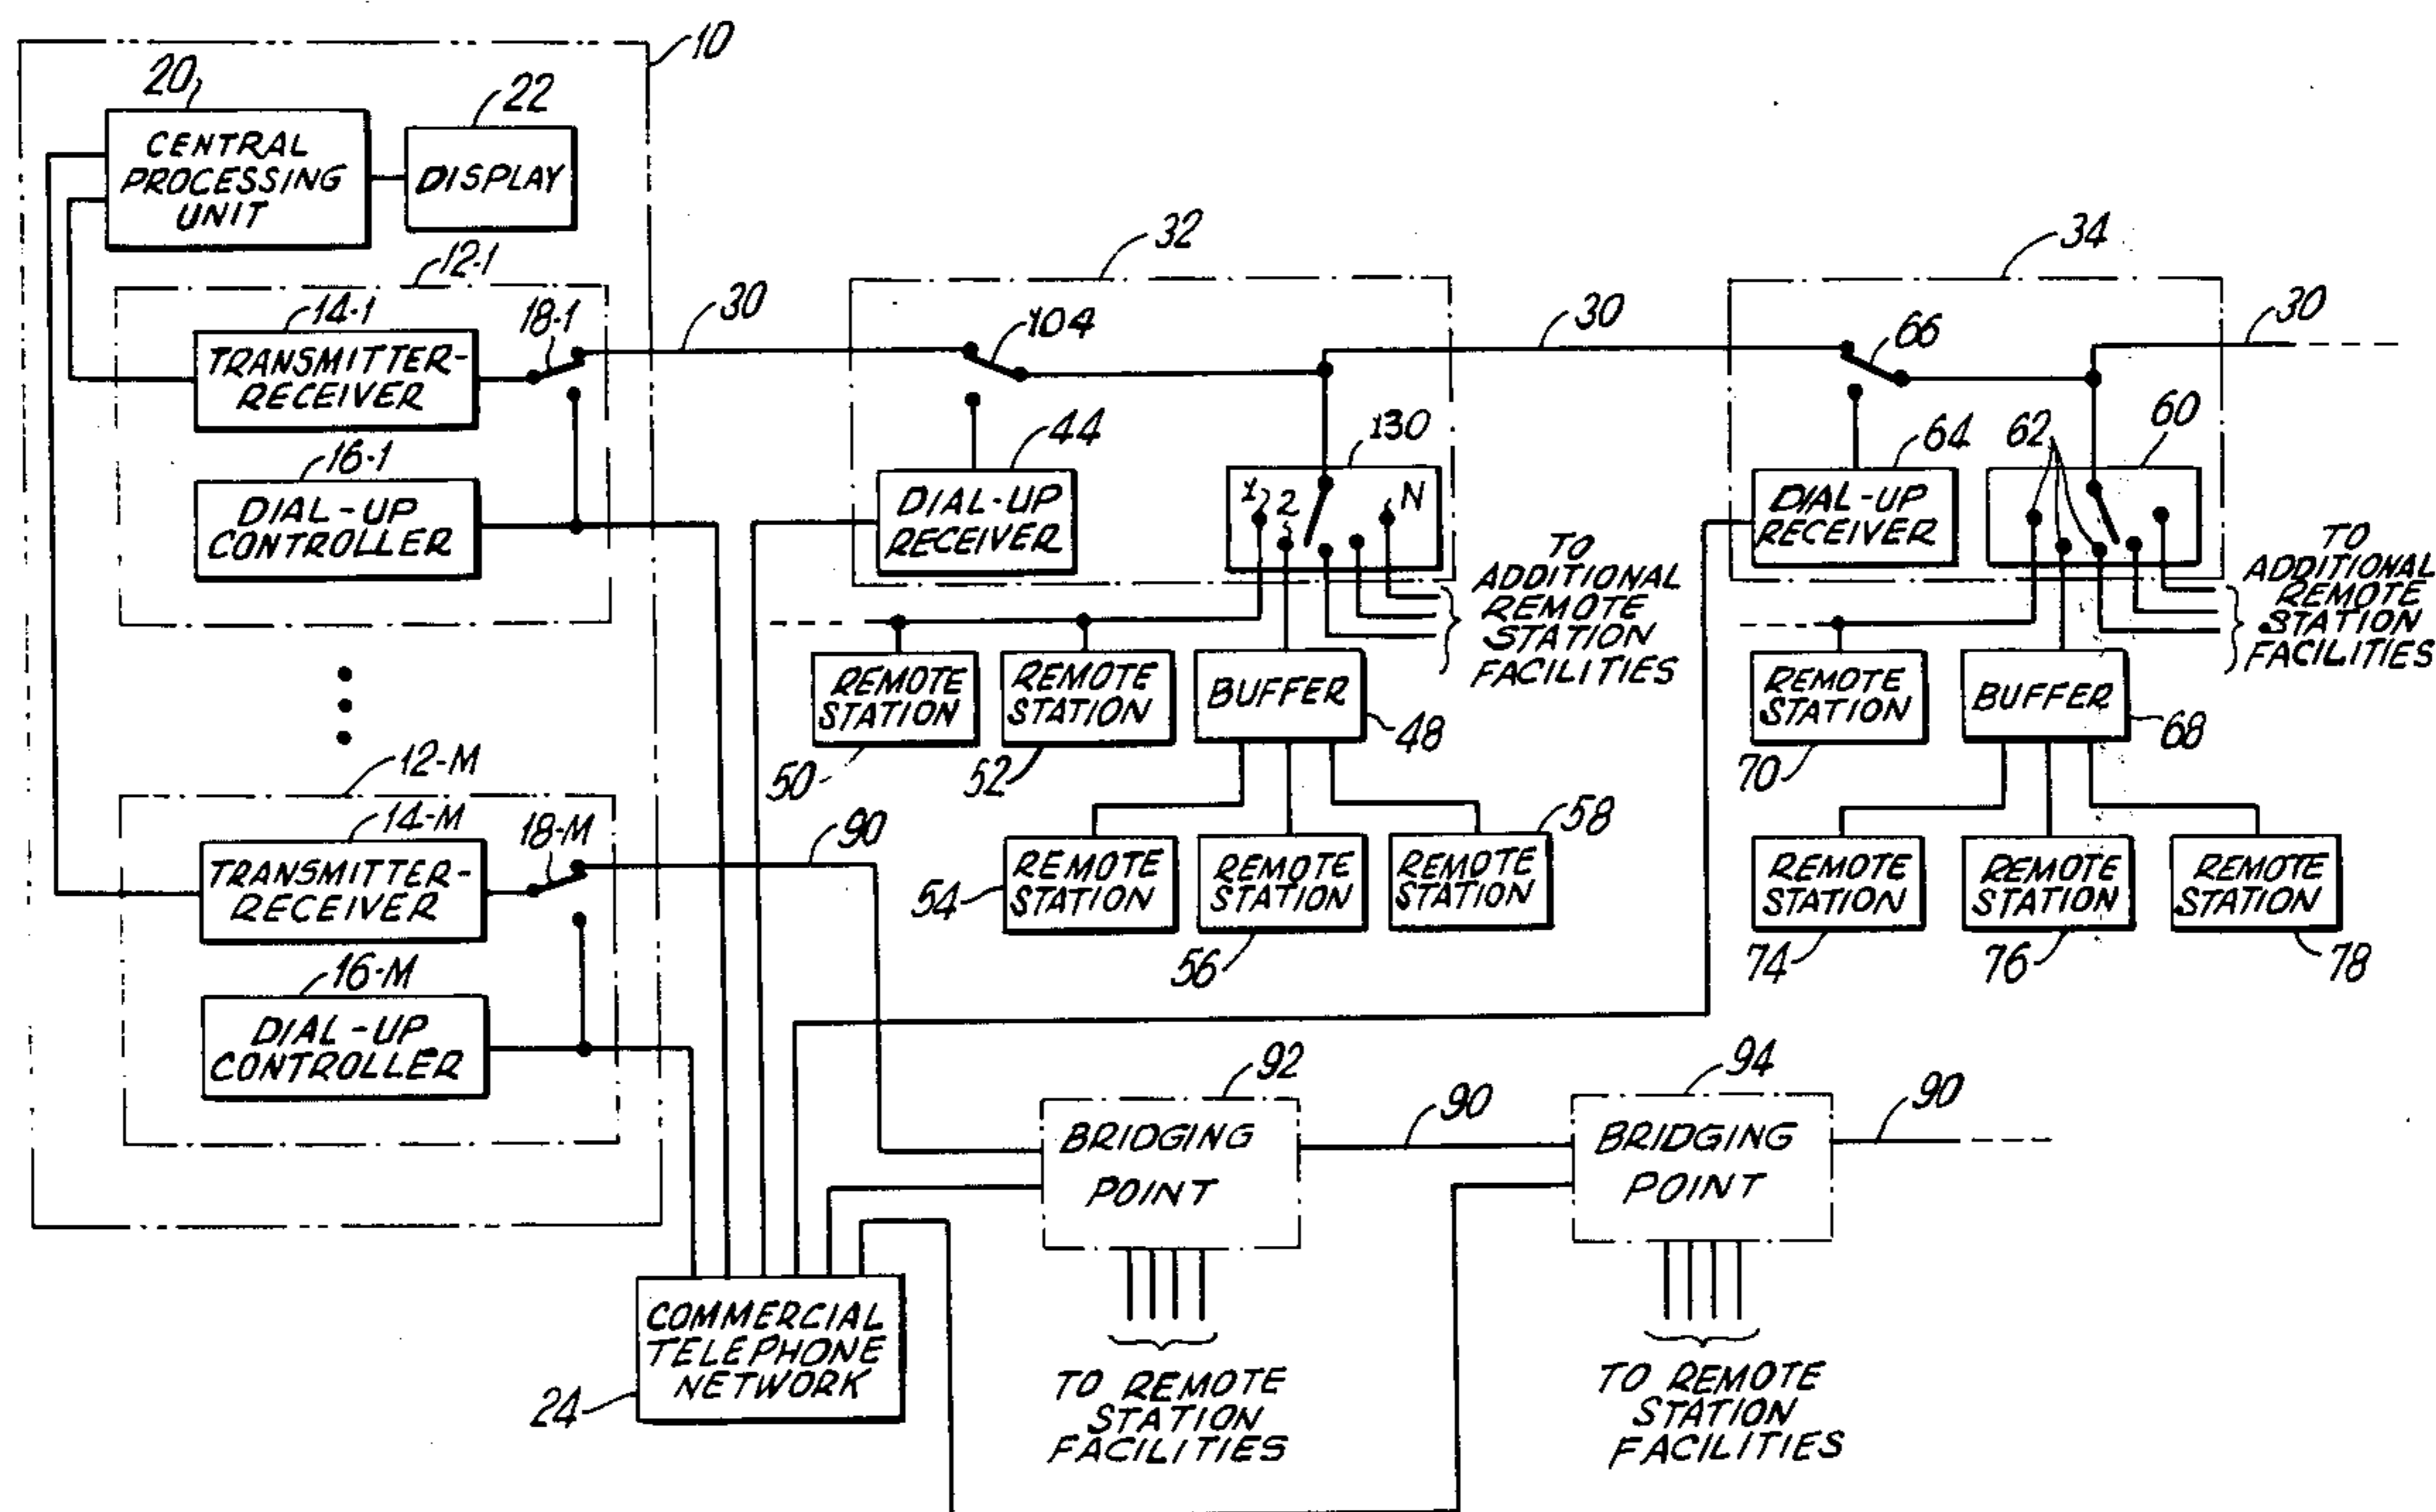 10
20
22
CENTRAL
PROCESSING
UNIT
DISPLAY
12-1
14-1
18-1
TRANSMITTER-
RECEIVER
16-1
DIAL-UP
CONTROLLER
12-M
14-M
18-M
TRANSMITTER-
RECEIVER
16-M
DIAL-UP
CONTROLLER
30
32
104
44
DIAL-UP
RECEIVER
130
1
2
N
TO
ADDITIONAL
REMOTE
STATION
FACILITIES
REMOTE
STATION
50
REMOTE
STATION
52
BUFFER
48
54
REMOTE
STATION
REMOTE
STATION
56
58
REMOTE
STATION
30
34
66
30
64
DIAL-UP
RECEIVER
62
60
TO
ADDITIONAL
REMOTE
STATION
FACILITIES
REMOTE
STATION
70
BUFFER
68
REMOTE
STATION
74
REMOTE
STATION
76
REMOTE
STATION
78
90
92
BRIDGING
POINT
90
94
BRIDGING
POINT
90
COMMERCIAL
TELEPHONE
NETWORK
24
TO REMOTE
STATION
FACILITIES
TO REMOTE
STATION
FACILITIES